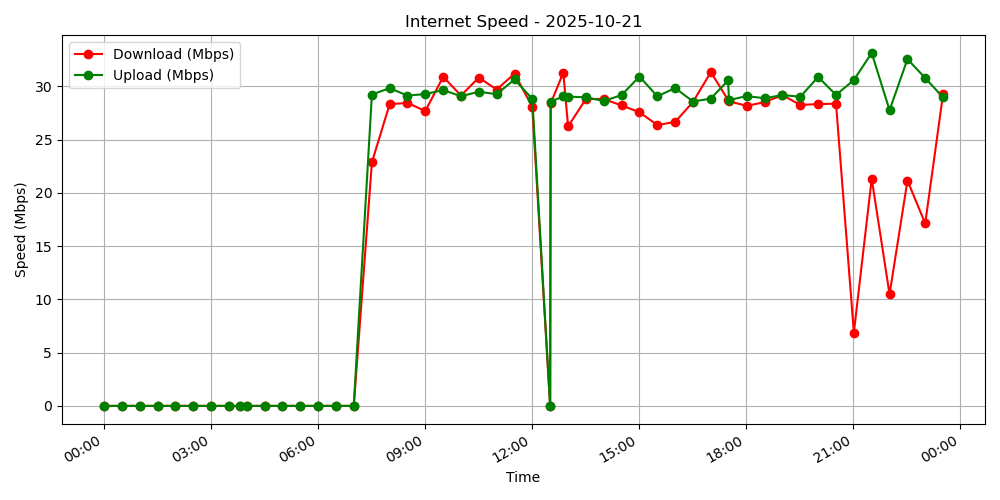 Internet Speed - 2025-10-21
Download (Mbps)
Upload (Mbps)
Speed (Mbps)
30
25
20
15
10
5
0
00:00 03:00 06:00 09:00 12:00 15:00 18:00 21:00 00:00
Time